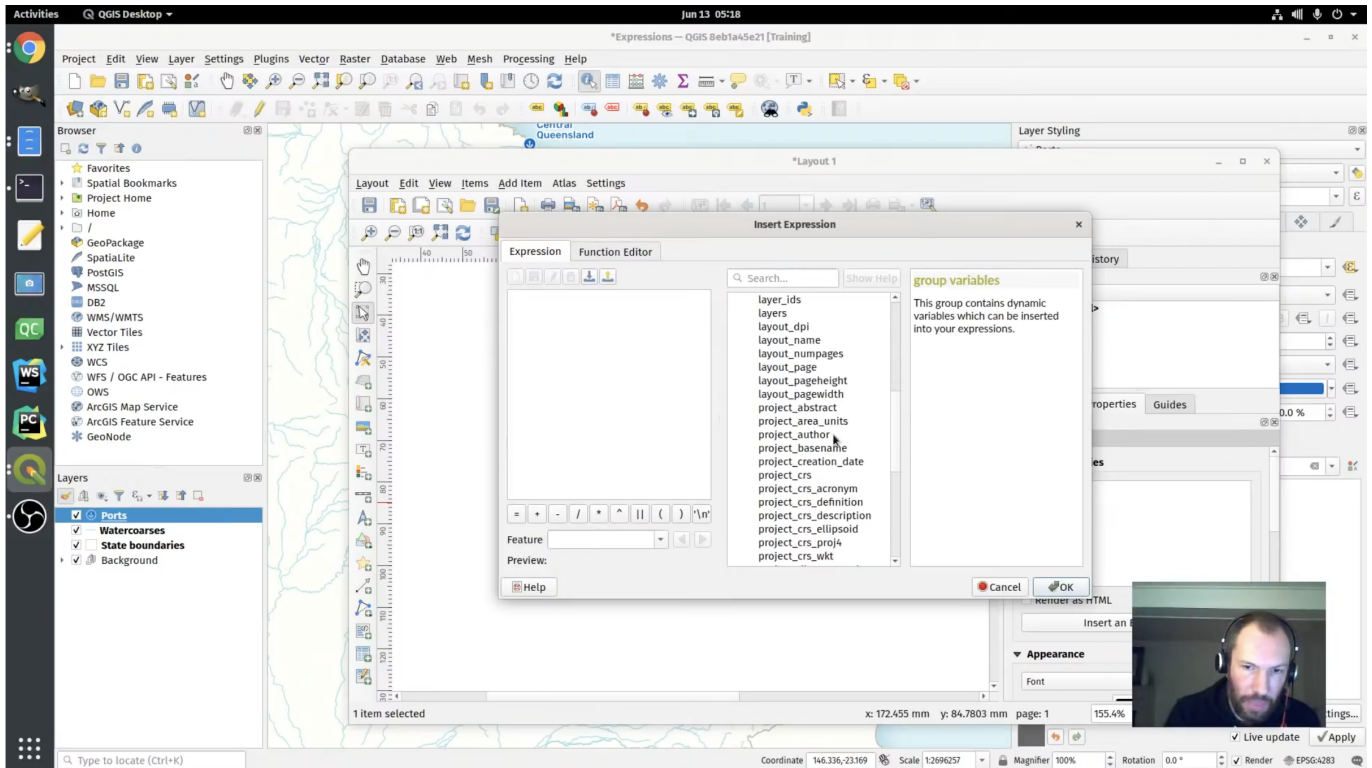 Activities QGIS Desktop Jun 13 05:18
*Expressions — QGIS 8eb1a45e21 [Training]
Project Edit View Layer Settings Plugins Vector Raster Database Web Mesh Processing Help
Browser
Favorites
Spatial Bookmarks
Project Home
Home
/
GeoPackage
SpatiaLite
PostGIS
MSSQL
DB2
WMS/WMTS
Vector Tiles
XYZ Tiles
WCS
WFS / OGC API - Features
OWS
ArcGIS Map Service
ArcGIS Feature Service
GeoNode
Layers
Ports
Watercoarses
State boundaries
Background
Type to locate (Ctrl+K)
Central
Queensland
Layer Styling
*Layout 1
Layout Edit View Items Add Item Atlas Settings
Insert Expression
Expression Function Editor
Search... Show Help
layer_ids
layers
layout_dpi
layout_name
layout_numpages
layout_page
layout_pageheight
layout_pagewidth
project_abstract
project_area_units
project_author
project_basename
project_creation_date
project_crs
project_crs_acronym
project_crs_definition
project_crs_description
project_crs_ellipsoid
project_crs_proj4
project_crs_wkt
group variables
This group contains dynamic
variables which can be inserted
into your expressions.
= + - / * ^ || ( ) '\n'
Feature
Preview:
Help Cancel OK
istory
roperties Guides
0.0 %
Render as HTML
Insert an E
Appearance
Font
1 item selected x: 172.455 mm y: 84.7803 mm page: 1 155.4%
tings...
Live update Apply
Coordinate 146.336,-23.169 Scale 1:2696257 Magnifier 100% Rotation 0.0 ° Render EPSG:4283
QC
WS
PC